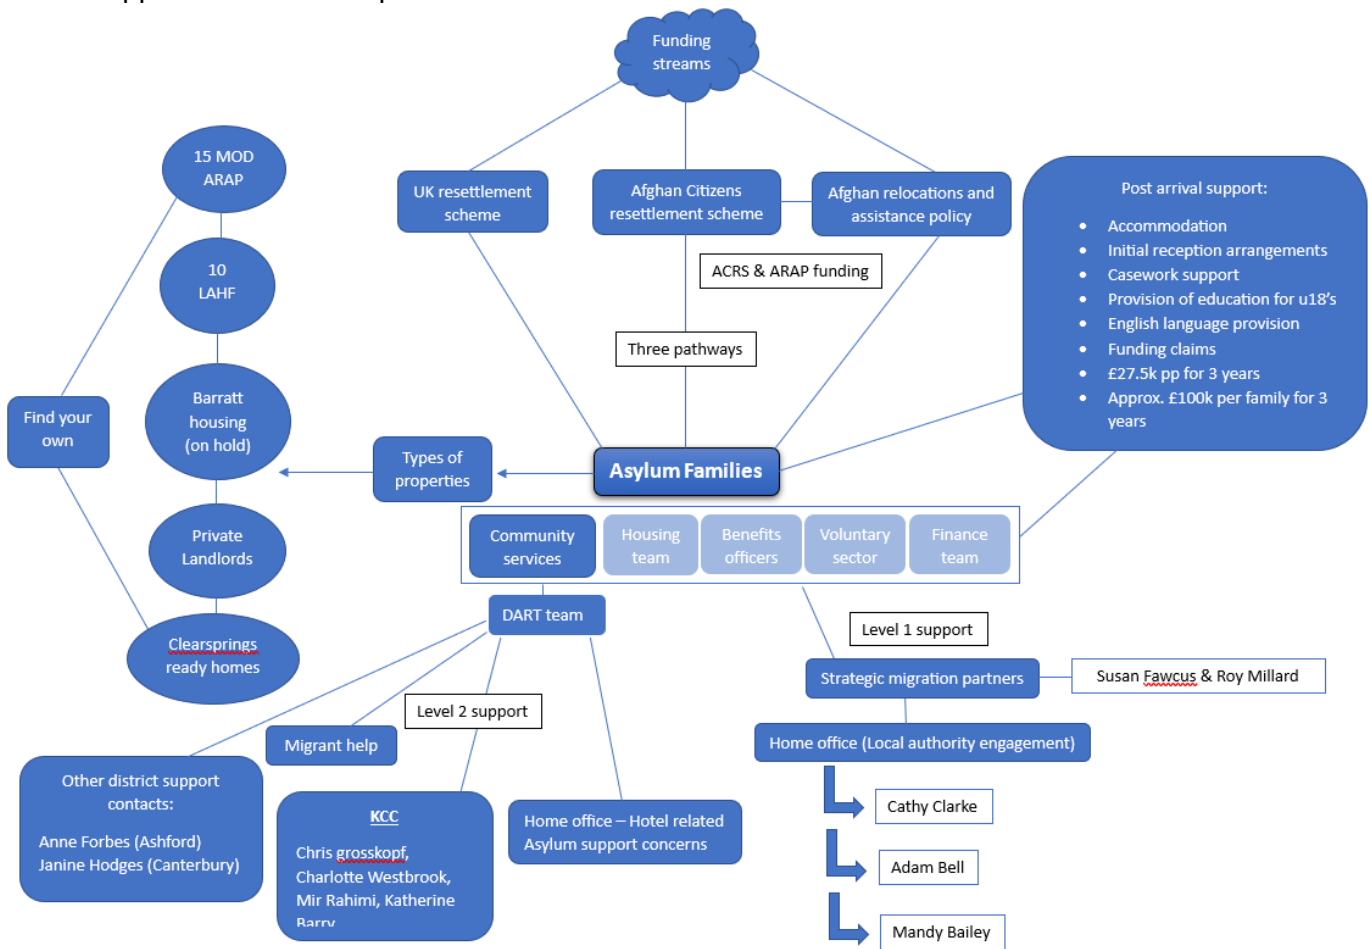 Funding
streams
15 MOD
ARAP
UK resettlement
scheme
Afghan Citizens
resettlement scheme
Afghan relocations and
assistance policy
Post arrival support:
• Accommodation
• Initial reception arrangements
• Casework support
• Provision of education for u18's
• English language provision
• Funding claims
• £27.5k pp for 3 years
• Approx. £100k per family for 3
years
10
LAHF
ACRS & ARAP funding
Three pathways
Find your
own
Barratt
housing
(on hold)
Types of
properties
Asylum Families
Private
Landlords
Community
services
Housing
team
Benefits
officers
Voluntary
sector
Finance
team
Clearsprings
ready homes
DART team
Level 1 support
Strategic migration partners
Susan Fawcus & Roy Millard
Level 2 support
Migrant help
Home office (Local authority engagement)
Other district support
contacts:
Anne Forbes (Ashford)
Janine Hodges (Canterbury)
KCC
Chris grosskopf,
Charlotte Westbrook,
Mir Rahimi, Katherine
Barry
Home office – Hotel related
Asylum support concerns
Cathy Clarke
Adam Bell
Mandy Bailey